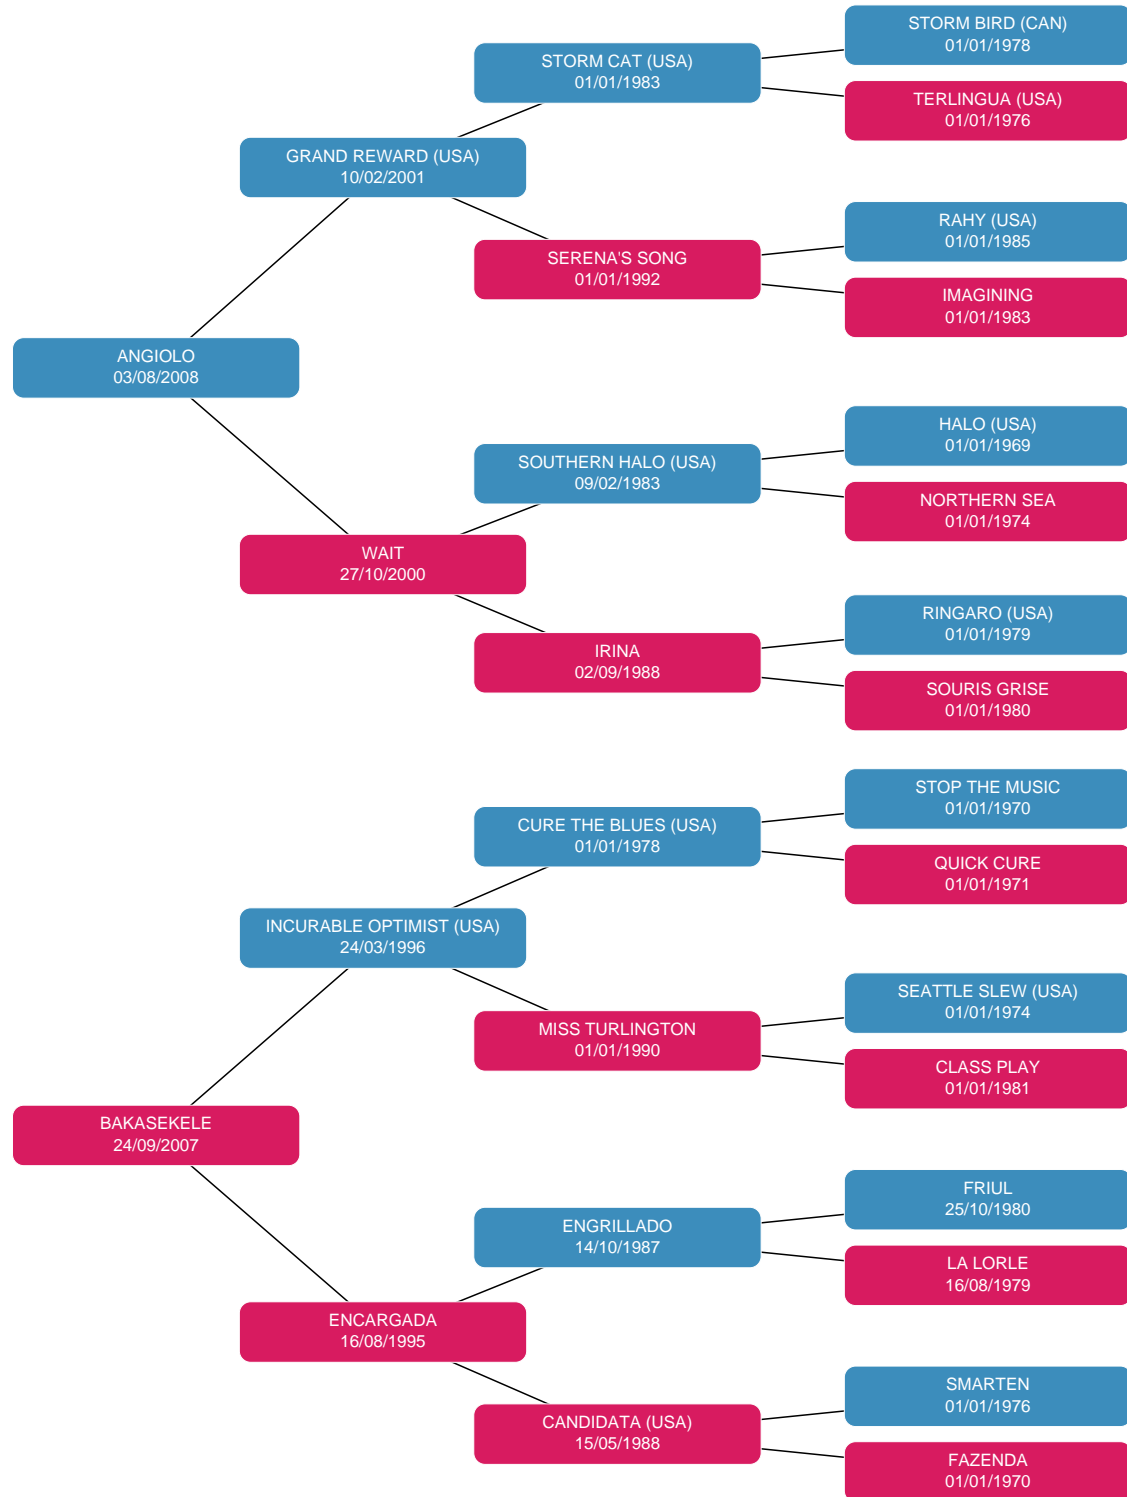 STORM BIRD (CAN)
01/01/1978
STORM CAT (USA)
01/01/1983
TERLINGUA (USA)
01/01/1976
GRAND REWARD (USA)
10/02/2001
RAHY (USA)
01/01/1985
SERENA'S SONG
01/01/1992
IMAGINING
01/01/1983
ANGIOLO
03/08/2008
HALO (USA)
01/01/1969
SOUTHERN HALO (USA)
09/02/1983
NORTHERN SEA
01/01/1974
WAIT
27/10/2000
RINGARO (USA)
01/01/1979
IRINA
02/09/1988
SOURIS GRISE
01/01/1980
STOP THE MUSIC
01/01/1970
CURE THE BLUES (USA)
01/01/1978
QUICK CURE
01/01/1971
INCURABLE OPTIMIST (USA)
24/03/1996
SEATTLE SLEW (USA)
01/01/1974
MISS TURLINGTON
01/01/1990
CLASS PLAY
01/01/1981
BAKASEKELE
24/09/2007
FRIUL
25/10/1980
ENGRILLADO
14/10/1987
LA LORLE
16/08/1979
ENCARGADA
16/08/1995
SMARTEN
01/01/1976
CANDIDATA (USA)
15/05/1988
FAZENDA
01/01/1970